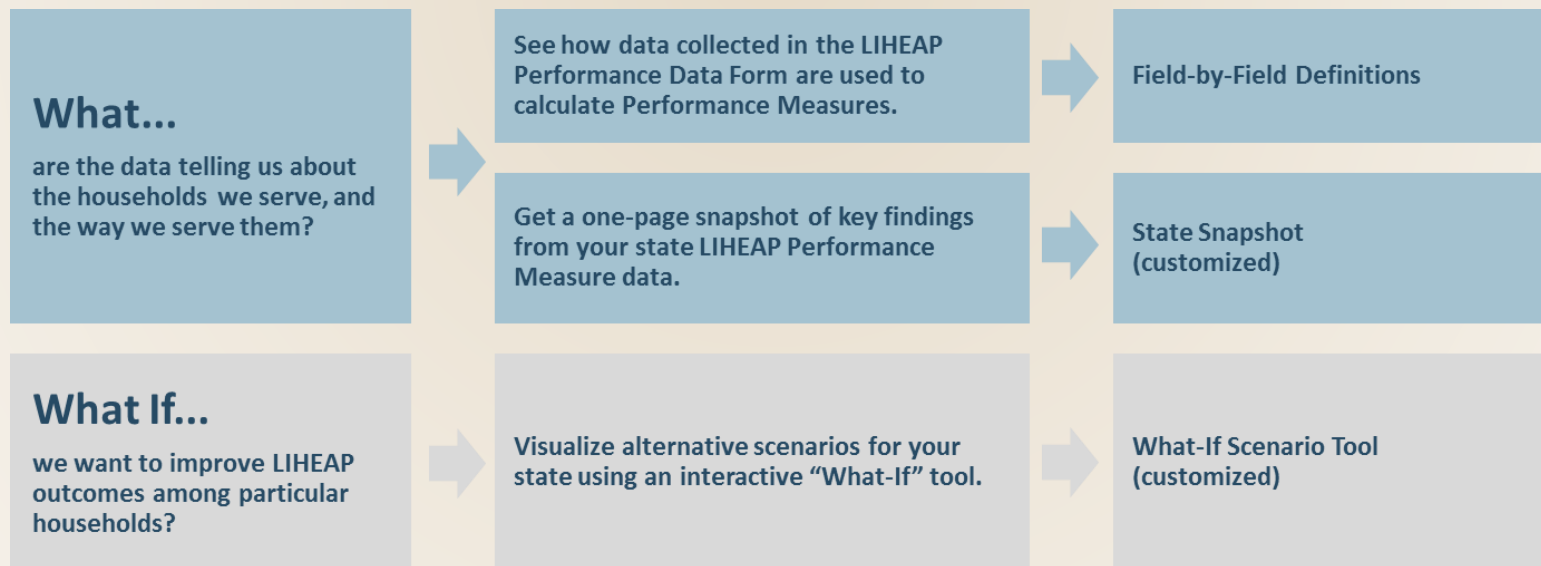 What...
are the data telling us about
the households we serve, and
the way we serve them?
See how data collected in the LIHEAP
Performance Data Form are used to
calculate Performance Measures.
Field-by-Field Definitions
Get a one-page snapshot of key findings
from your state LIHEAP Performance
Measure data.
State Snapshot
(customized)
What If...
we want to improve LIHEAP
outcomes among particular
households?
Visualize alternative scenarios for your
state using an interactive “What-If” tool.
What-If Scenario Tool
(customized)